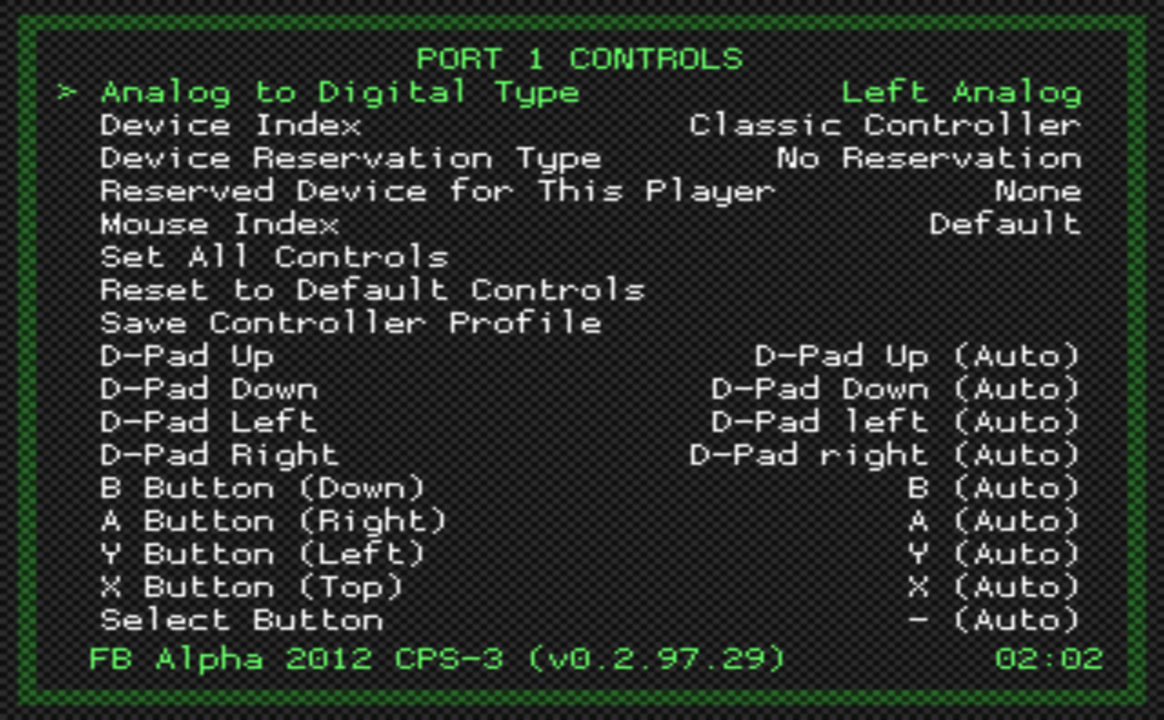 PORT 1 CONTROLS
> Analog to Digital Type Left Analog
Device Index Classic Controller
Device Reservation Type No Reservation
Reserved Device for This Player None
Mouse Index Default
Set All Controls
Reset to Default Controls
Save Controller Profile
D-Pad Up D-Pad Up (Auto)
D-Pad Down D-Pad Down (Auto)
D-Pad Left D-Pad left (Auto)
D-Pad Right D-Pad right (Auto)
B Button (Down) B (Auto)
A Button (Right) A (Auto)
Y Button (Left) Y (Auto)
X Button (Top) X (Auto)
Select Button - (Auto)
FB Alpha 2012 CPS-3 (v0.2.97.29) 02:02